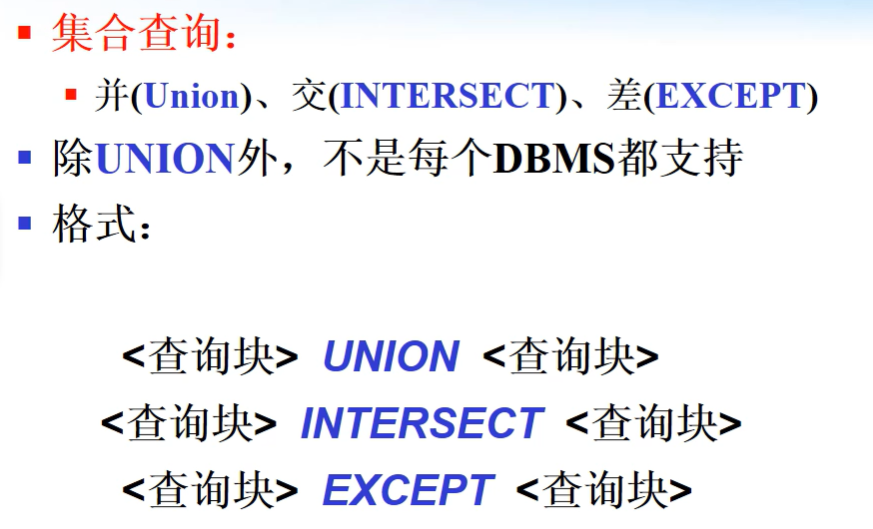 集合查询：
并(Union)、交(INTERSECT)、差(EXCEPT)
除UNION外，不是每个DBMS都支持
格式：
<查询块> UNION <查询块>
<查询块> INTERSECT <查询块>
<查询块> EXCEPT <查询块>